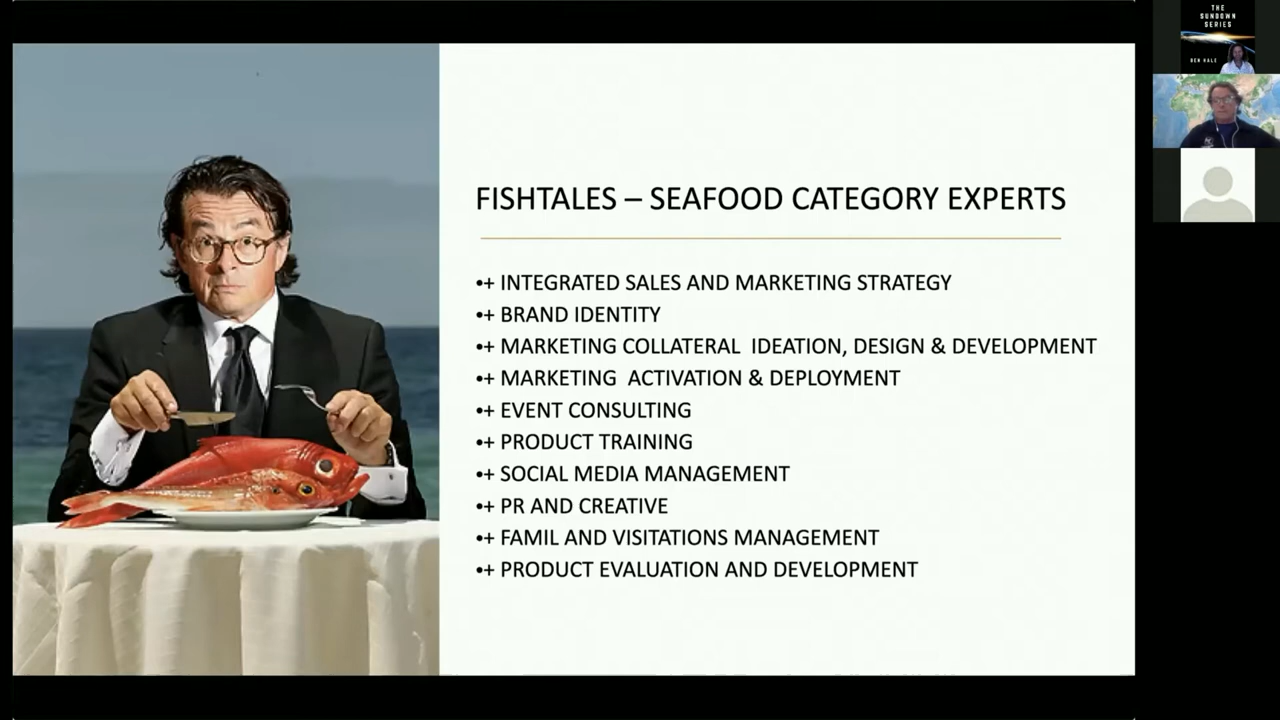 FISHTALES – SEAFOOD CATEGORY EXPERTS
•+ INTEGRATED SALES AND MARKETING STRATEGY
•+ BRAND IDENTITY
•+ MARKETING COLLATERAL  IDEATION, DESIGN & DEVELOPMENT
•+ MARKETING  ACTIVATION & DEPLOYMENT
•+ EVENT CONSULTING
•+ PRODUCT TRAINING
•+ SOCIAL MEDIA MANAGEMENT
•+ PR AND CREATIVE
•+ FAMIL AND VISITATIONS MANAGEMENT
•+ PRODUCT EVALUATION AND DEVELOPMENT
THE
SUNDOWN
SERIES
BEN HALE